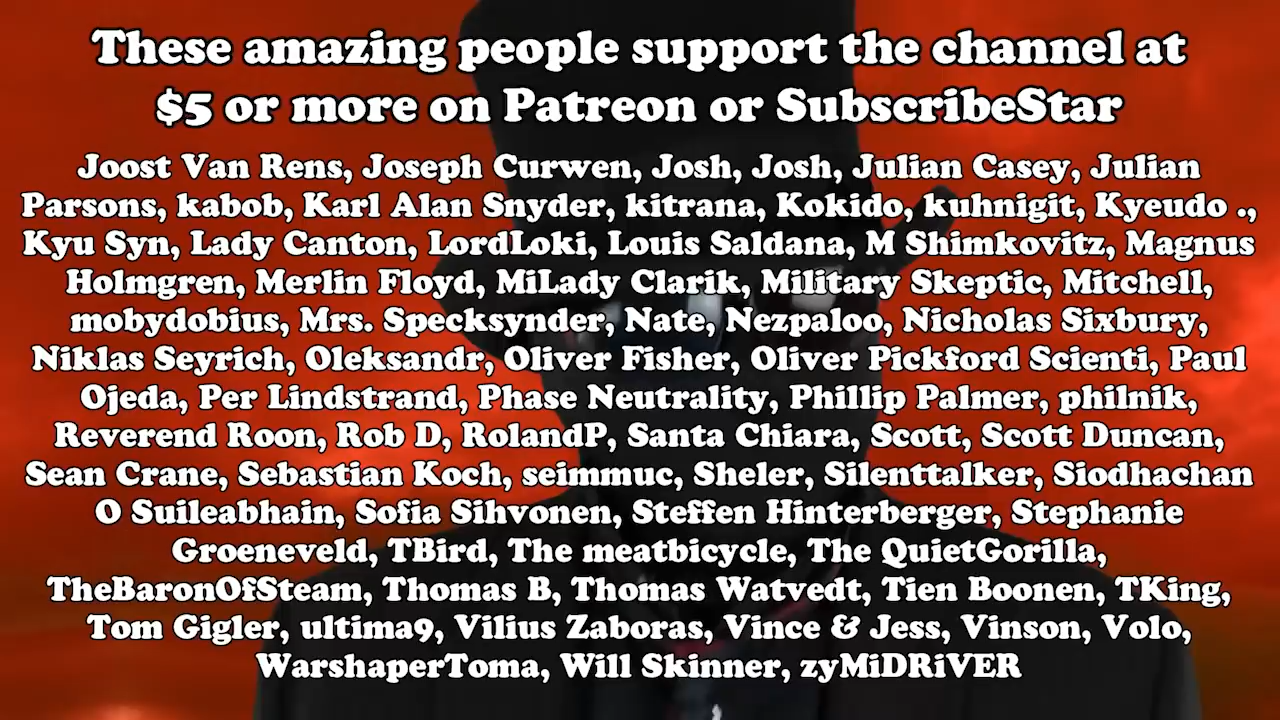 These amazing people support the channel at
$5 or more on Patreon or SubscribeStar
Joost Van Rens, Joseph Curwen, Josh, Josh, Julian Casey, Julian
Parsons, kabob, Karl Alan Snyder, kitrana, Kokido, kuhnigit, Kyeudo .,
Kyu Syn, Lady Canton, LordLoki, Louis Saldana, M Shimkovitz, Magnus
Holmgren, Merlin Floyd, MiLady Clarik, Military Skeptic, Mitchell,
mobydobius, Mrs. Specksynder, Nate, Nezpaloo, Nicholas Sixbury,
Niklas Seyrich, Oleksandr, Oliver Fisher, Oliver Pickford Scienti, Paul
Ojeda, Per Lindstrand, Phase Neutrality, Phillip Palmer, philnik,
Reverend Roon, Rob D, RolandP, Santa Chiara, Scott, Scott Duncan,
Sean Crane, Sebastian Koch, seimmuc, Sheler, Silenttalker, Siodhachan
O Suileabhain, Sofia Sihvonen, Steffen Hinterberger, Stephanie
Groeneveld, TBird, The meatbicycle, The QuietGorilla,
TheBaronOfSteam, Thomas B, Thomas Watvedt, Tien Boonen, TKing,
Tom Gigler, ultima9, Vilius Zaboras, Vince & Jess, Vinson, Volo,
WarshaperToma, Will Skinner, zyMiDRiVER